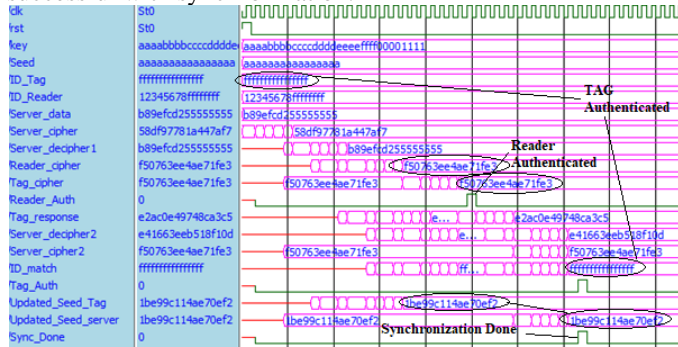 /clk St0
/rst St0
/key aaaabbbbccccdddde aaaabbbbccccddddeeeeffff00001111
/Seed aaaaaaaaaaaaaaaa aaaaaaaaaaaaaaaa
/ID_Tag ffffffffffffffff ffffffffffffffff
/ID_Reader 12345678ffffffff 12345678ffffffff
TAG
Authenticated
/Server_data b89efcd255555555 b89efcd255555555
/Server_cipher 58df97781a447af7 58df97781a447af7
/Server_decipher1 b89efcd255555555 b89efcd255555555
Reader
Authenticated
/Reader_cipher f50763ee4ae71fe3 f50763ee4ae71fe3
/Tag_cipher f50763ee4ae71fe3 f50763ee4ae71fe3 f50763ee4ae71fe3
/Reader_Auth 0
/Tag_response e2ac0e49748ca3c5 e... e2ac0e49748ca3c5
/Server_decipher2 e41663eeb518f10d e... e41663eeb518f10d
/Server_cipher2 f50763ee4ae71fe3 f50763ee4ae71fe3 f50763ee4ae71fe3
/ID_match ffffffffffffffff ff... ffffffffffffffff
/Tag_Auth 0
/Updated_Seed_Tag 1be99c114ae70ef2 1be99c114ae70ef2
/Updated_Seed_server 1be99c114ae70ef2 1be99c114ae70ef2 1be99c114ae70ef2
/Sync_Done 0
Synchronization Done